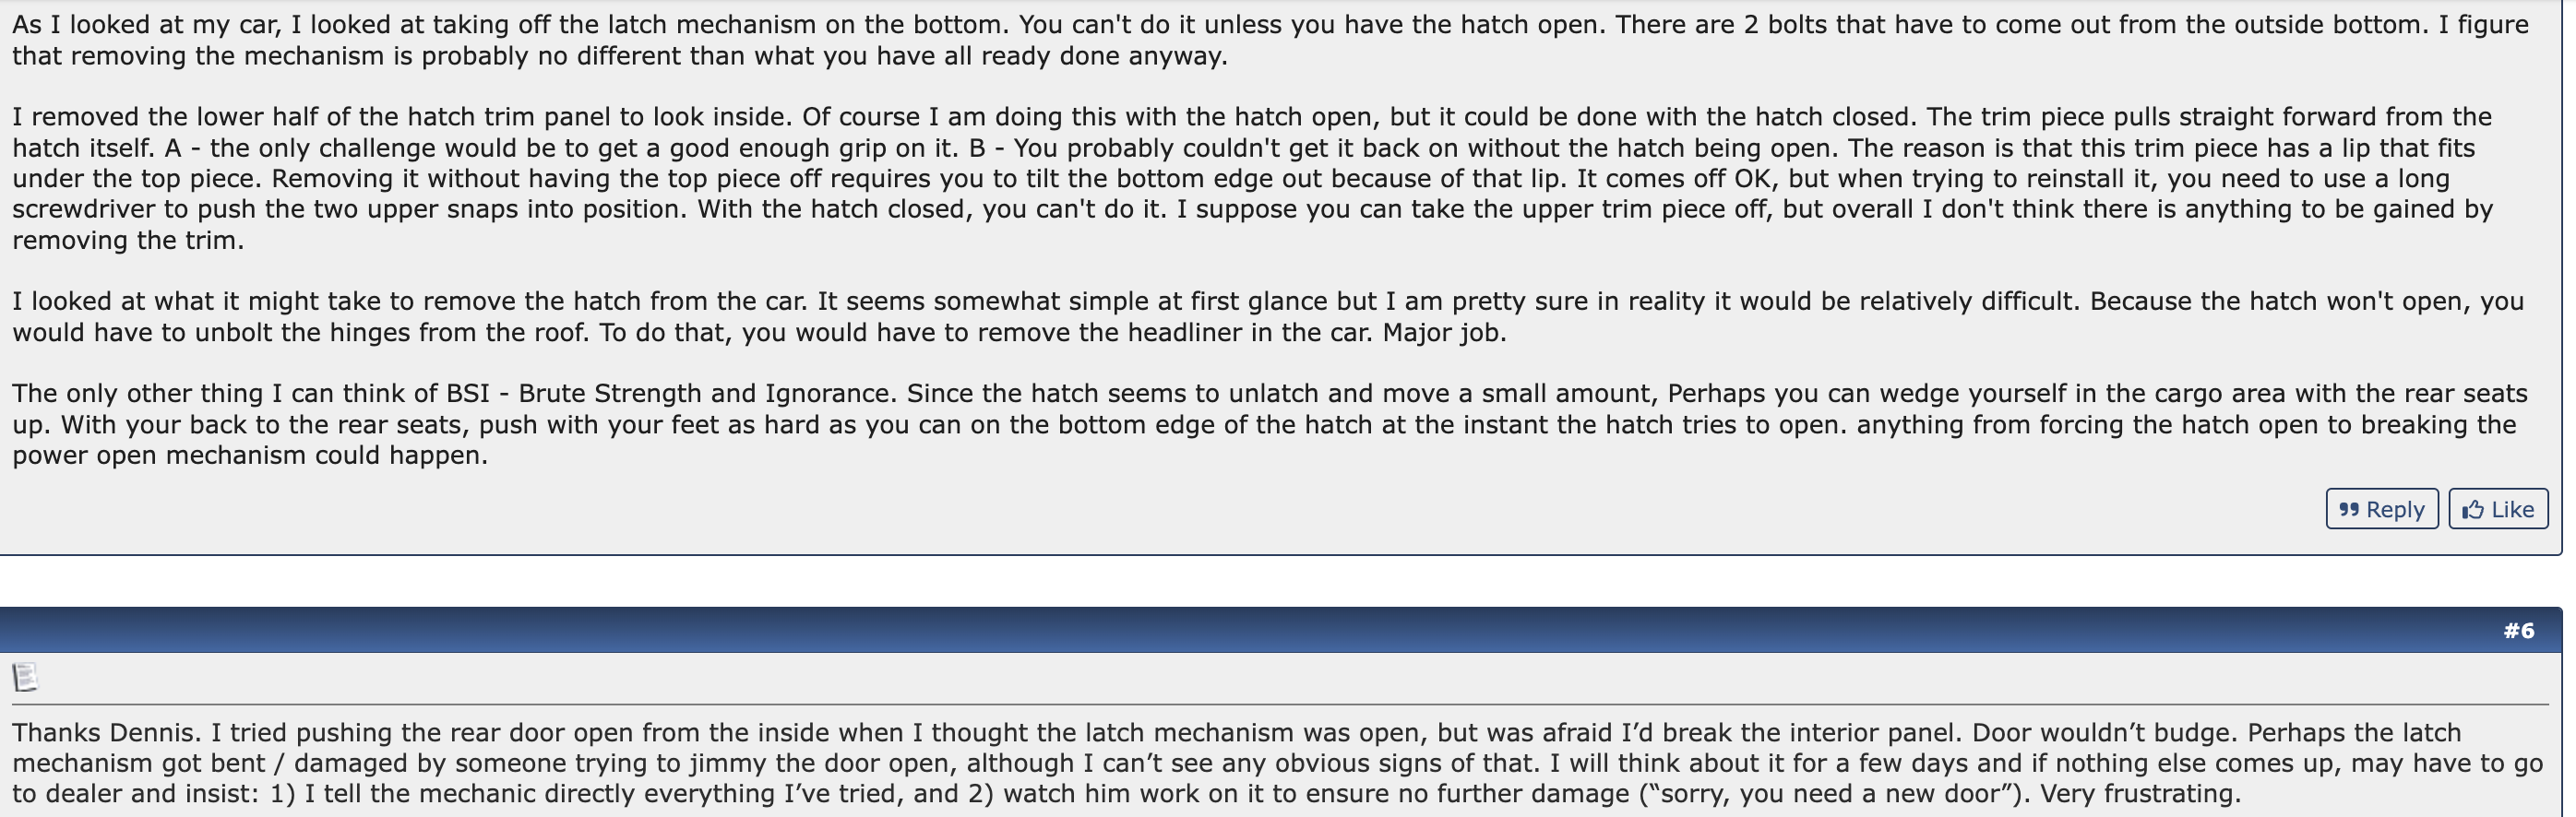 As I looked at my car, I looked at taking off the latch mechanism on the bottom. You can't do it unless you have the hatch open. There are 2 bolts that have to come out from the outside bottom. I figure
that removing the mechanism is probably no different than what you have all ready done anyway.
I removed the lower half of the hatch trim panel to look inside. Of course I am doing this with the hatch open, but it could be done with the hatch closed. The trim piece pulls straight forward from the
hatch itself. A - the only challenge would be to get a good enough grip on it. B - You probably couldn't get it back on without the hatch being open. The reason is that this trim piece has a lip that fits
under the top piece. Removing it without having the top piece off requires you to tilt the bottom edge out because of that lip. It comes off OK, but when trying to reinstall it, you need to use a long
screwdriver to push the two upper snaps into position. With the hatch closed, you can't do it. I suppose you can take the upper trim piece off, but overall I don't think there is anything to be gained by
removing the trim.
I looked at what it might take to remove the hatch from the car. It seems somewhat simple at first glance but I am pretty sure in reality it would be relatively difficult. Because the hatch won't open, you
would have to unbolt the hinges from the roof. To do that, you would have to remove the headliner in the car. Major job.
The only other thing I can think of BSI - Brute Strength and Ignorance. Since the hatch seems to unlatch and move a small amount, Perhaps you can wedge yourself in the cargo area with the rear seats
up. With your back to the rear seats, push with your feet as hard as you can on the bottom edge of the hatch at the instant the hatch tries to open. anything from forcing the hatch open to breaking the
power open mechanism could happen.
Reply Like
#6
Thanks Dennis. I tried pushing the rear door open from the inside when I thought the latch mechanism was open, but was afraid I’d break the interior panel. Door wouldn’t budge. Perhaps the latch
mechanism got bent / damaged by someone trying to jimmy the door open, although I can’t see any obvious signs of that. I will think about it for a few days and if nothing else comes up, may have to go
to dealer and insist: 1) I tell the mechanic directly everything I’ve tried, and 2) watch him work on it to ensure no further damage (“sorry, you need a new door”). Very frustrating.